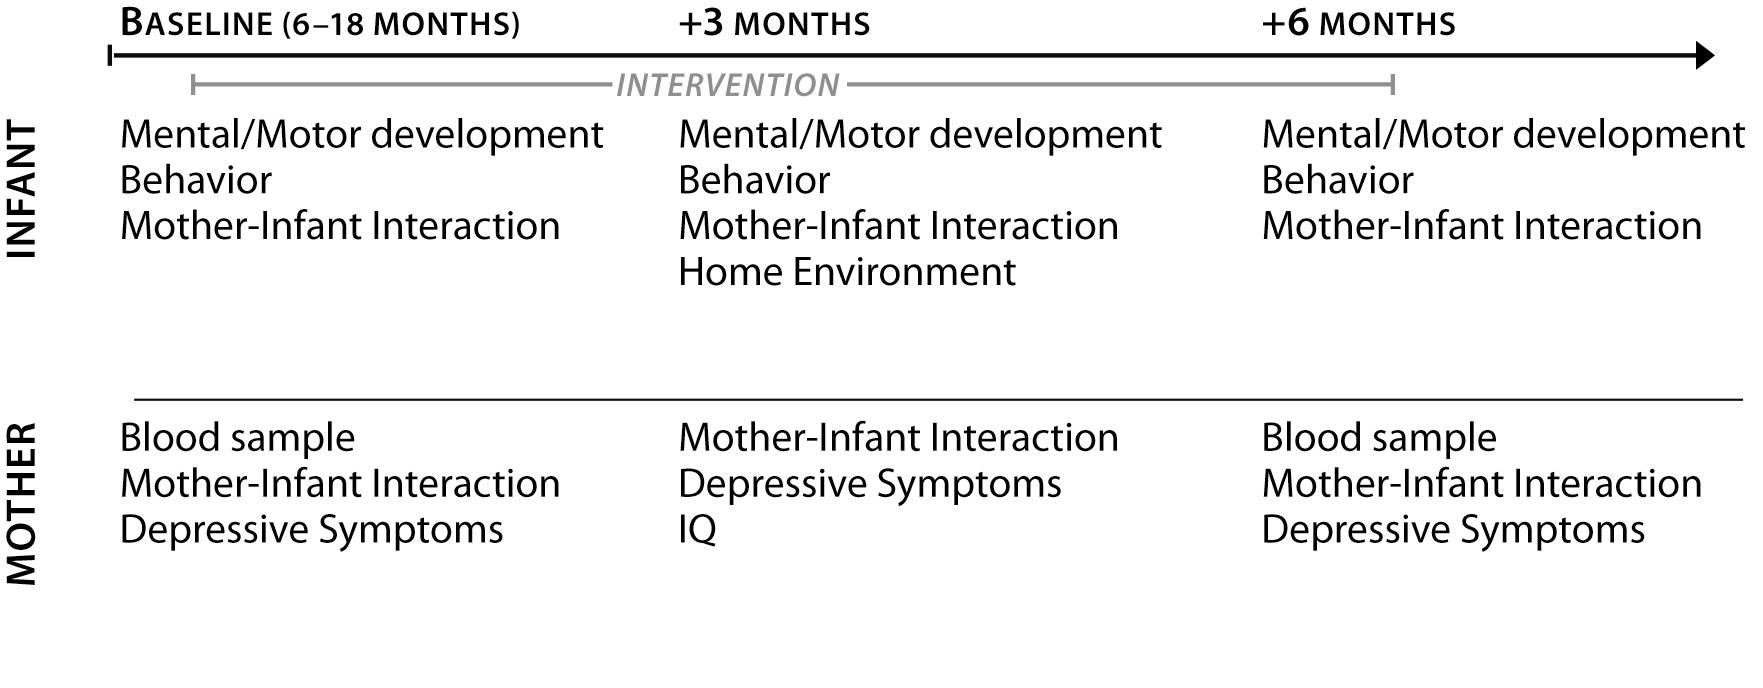 BASELINE (6–18 MONTHS) +3 MONTHS +6 MONTHS
INTERVENTION
INFANT
Mental/Motor development Mental/Motor development Mental/Motor development
Behavior Behavior Behavior
Mother-Infant Interaction Mother-Infant Interaction Mother-Infant Interaction
Home Environment
MOTHER
Blood sample Mother-Infant Interaction Blood sample
Mother-Infant Interaction Depressive Symptoms Mother-Infant Interaction
Depressive Symptoms IQ Depressive Symptoms